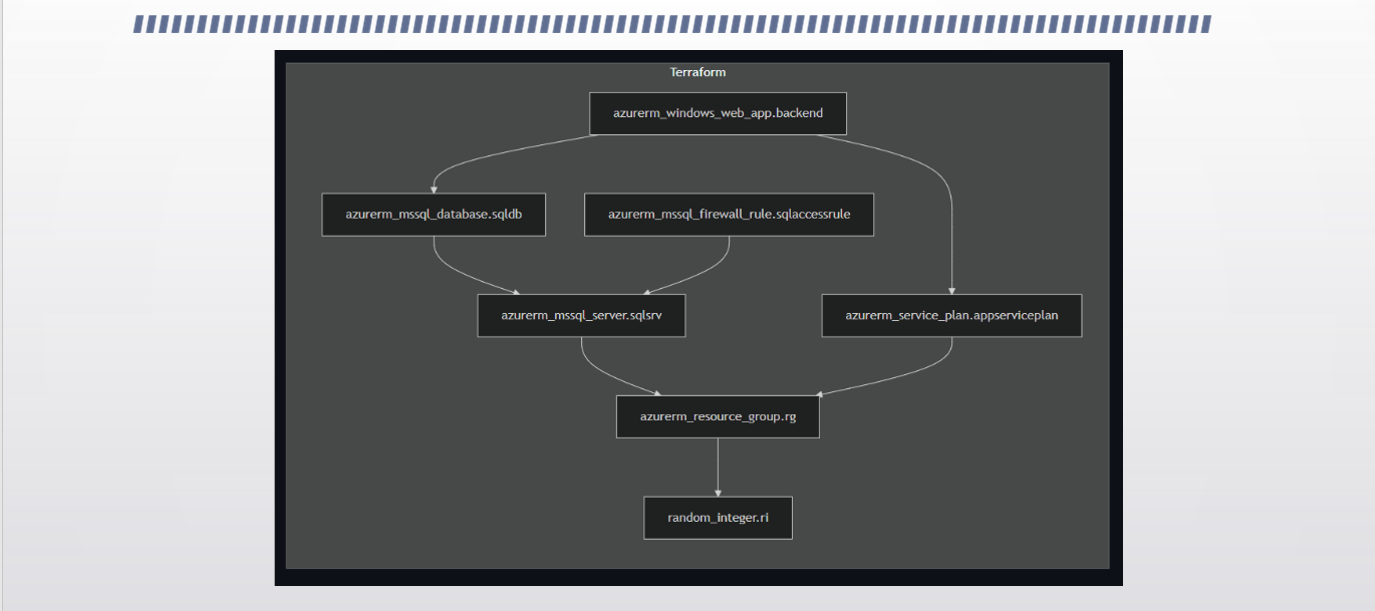 Terraform
azurerm_windows_web_app.backend
azurerm_mssql_database.sqldb
azurerm_mssql_firewall_rule.sqlaccessrule
azurerm_mssql_server.sqlsrv
azurerm_service_plan.appserviceplan
azurerm_resource_group.rg
random_integer.ri